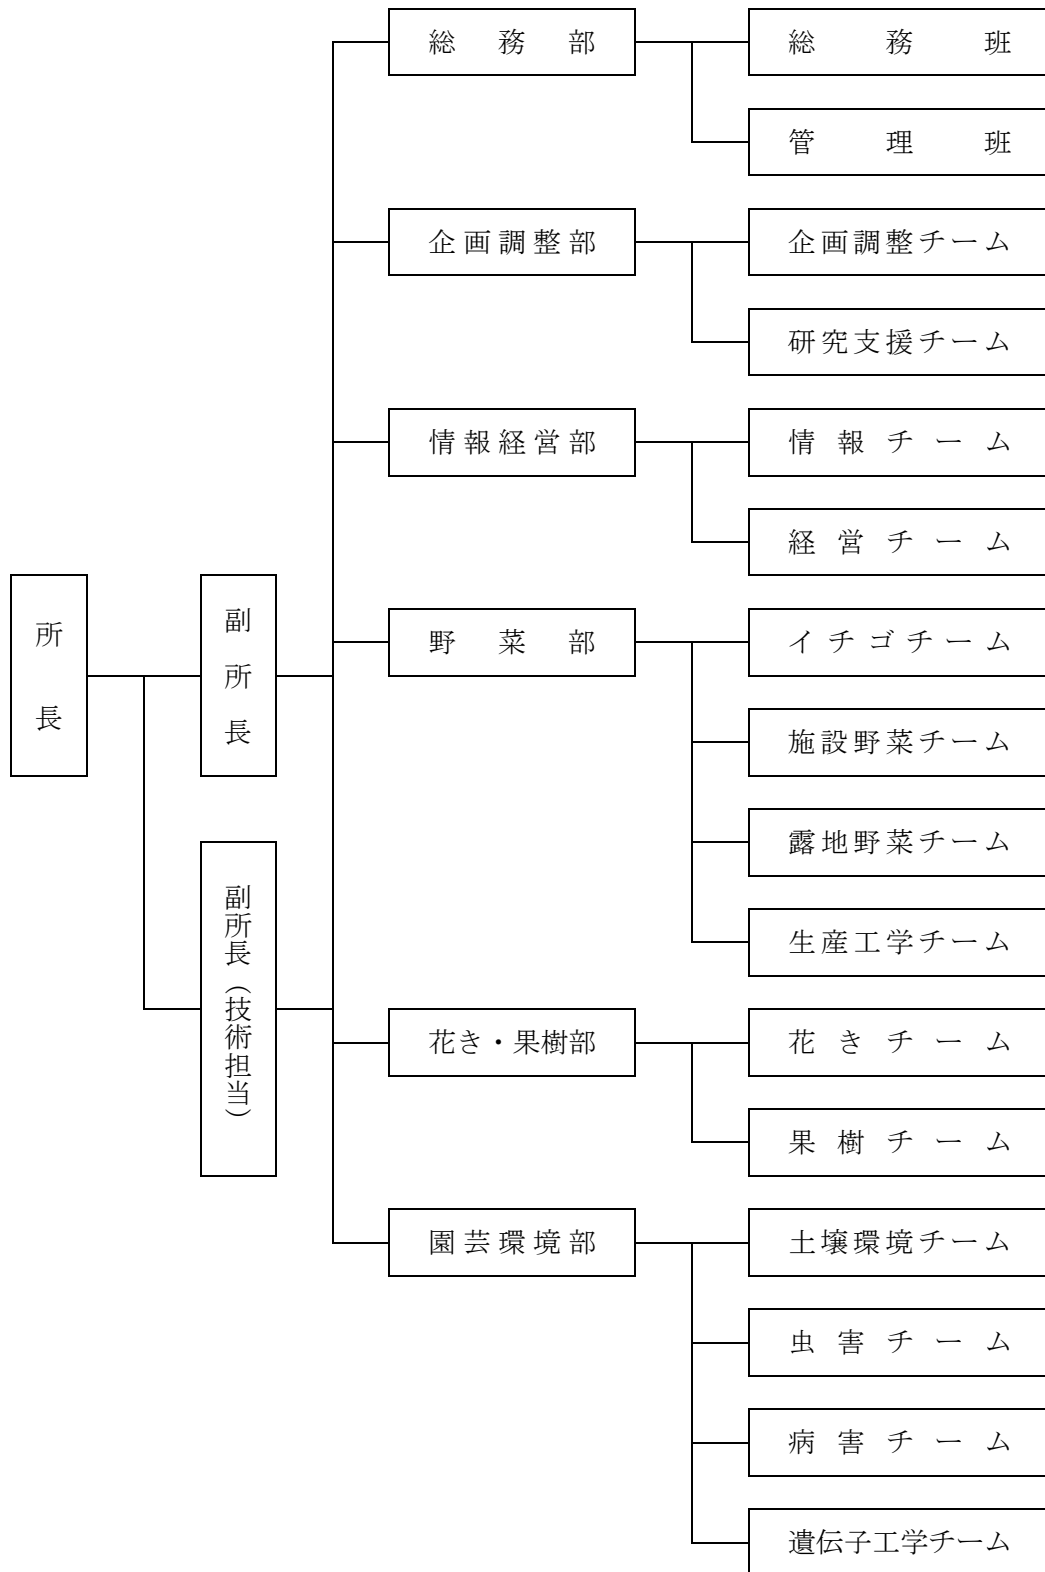 所長
副所長
副所長（技術担当）
総務部
総務班
管理班
企画調整部
企画調整チーム
研究支援チーム
情報経営部
情報チーム
経営チーム
野菜部
イチゴチーム
施設野菜チーム
露地野菜チーム
生産工学チーム
花き・果樹部
花きチーム
果樹チーム
園芸環境部
土壌環境チーム
虫害チーム
病害チーム
遺伝子工学チーム